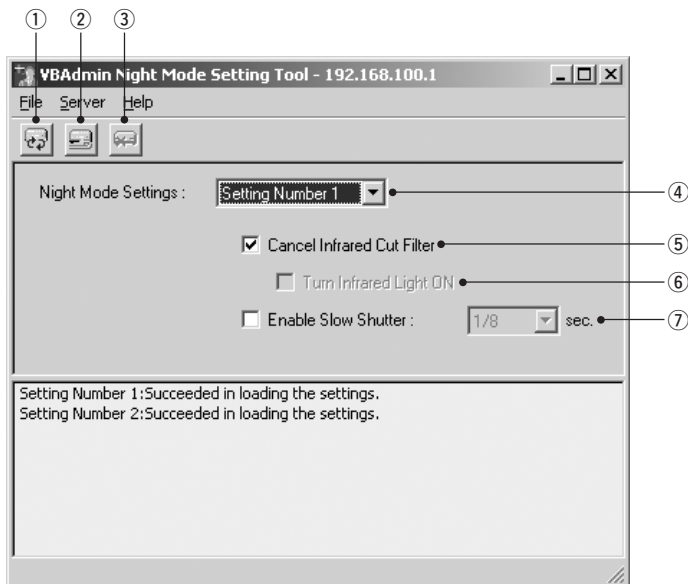 ① ② ③
VBAdmin Night Mode Setting Tool - 192.168.100.1
File Server Help
Night Mode Settings : Setting Number 1 ④
Cancel Infrared Cut Filter ⑤
Turn Infrared Light ON ⑥
Enable Slow Shutter : 1/8 sec. ⑦
Setting Number 1:Succeeded in loading the settings.
Setting Number 2:Succeeded in loading the settings.